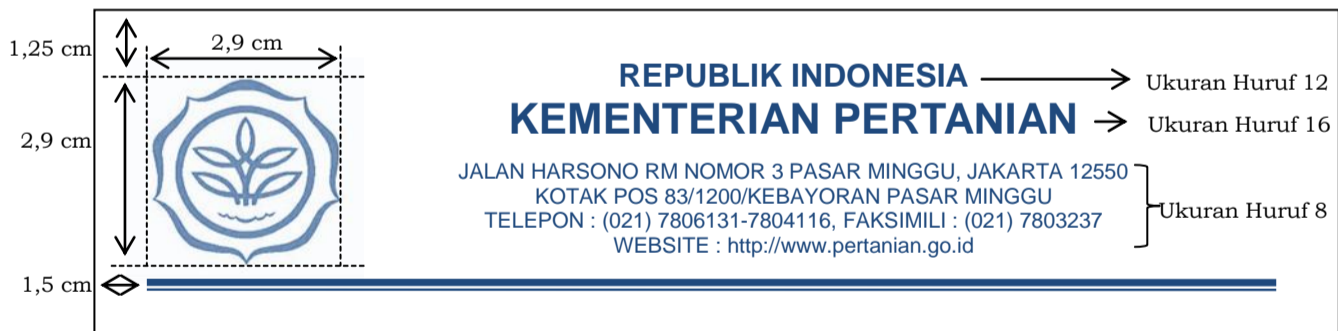 1,25 cm
2,9 cm
REPUBLIK INDONESIA
Ukuran Huruf 12
KEMENTERIAN PERTANIAN
Ukuran Huruf 16
2,9 cm
JALAN HARSONO RM NOMOR 3 PASAR MINGGU, JAKARTA 12550
KOTAK POS 83/1200/KEBAYORAN PASAR MINGGU
TELEPON : (021) 7806131-7804116, FAKSIMILI : (021) 7803237
WEBSITE : http://www.pertanian.go.id
Ukuran Huruf 8
1,5 cm